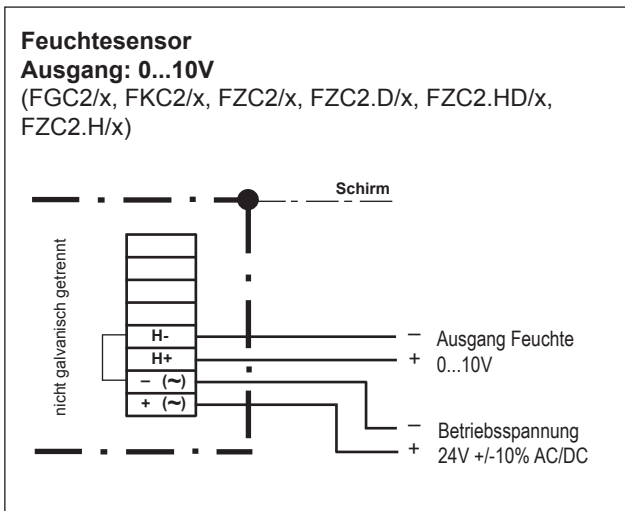 Feuchtesensor
Ausgang: 0...10V
(FGC2/x, FKC2/x, FZC2/x, FZC2.D/x, FZC2.HD/x,
FZC2.H/x)
Schirm
nicht galvanisch getrennt
H-
H+
– (~)
+ (~)
– Ausgang Feuchte
+ 0...10V
– Betriebsspannung
+ 24V +/-10% AC/DC